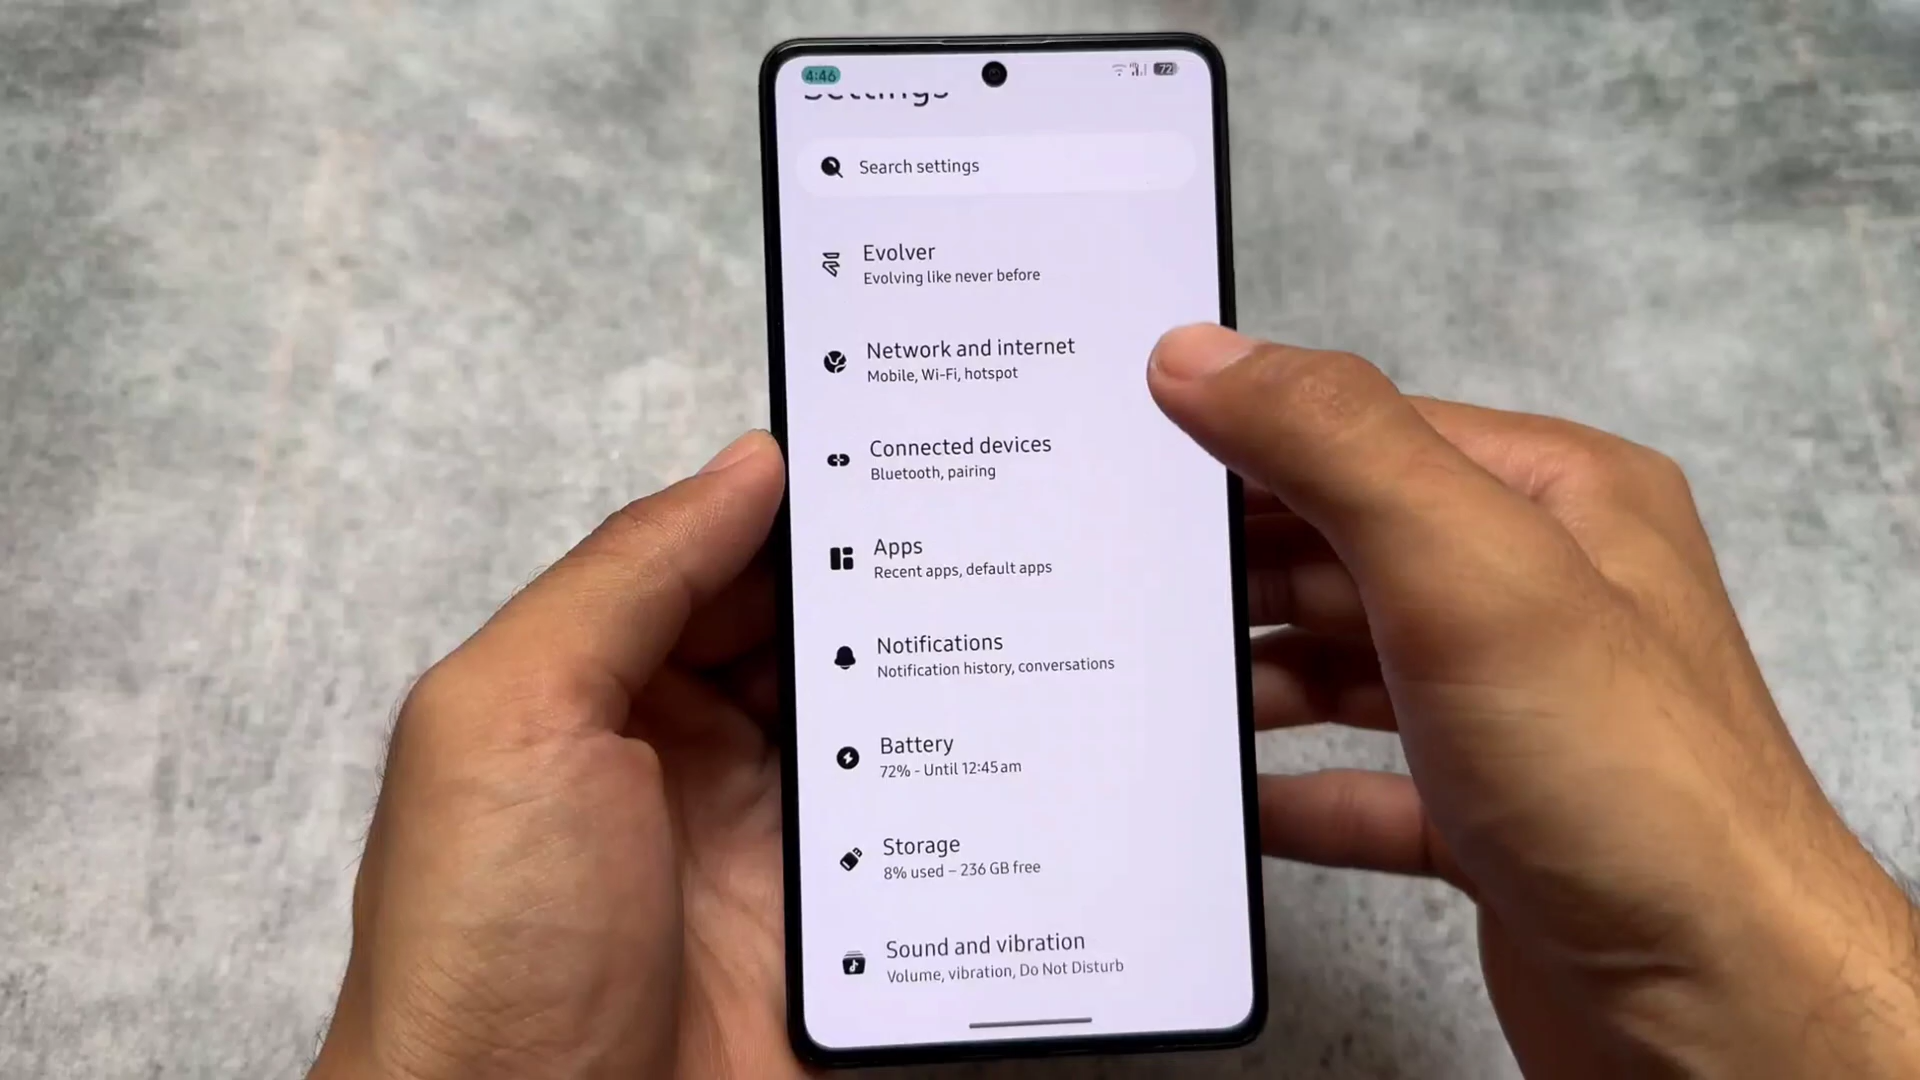 4:46
72
Settings
Search settings
Evolver
Evolving like never before
Network and internet
Mobile, Wi-Fi, hotspot
Connected devices
Bluetooth, pairing
Apps
Recent apps, default apps
Notifications
Notification history, conversations
Battery
72% - Until 12:45 am
Storage
8% used – 236 GB free
Sound and vibration
Volume, vibration, Do Not Disturb